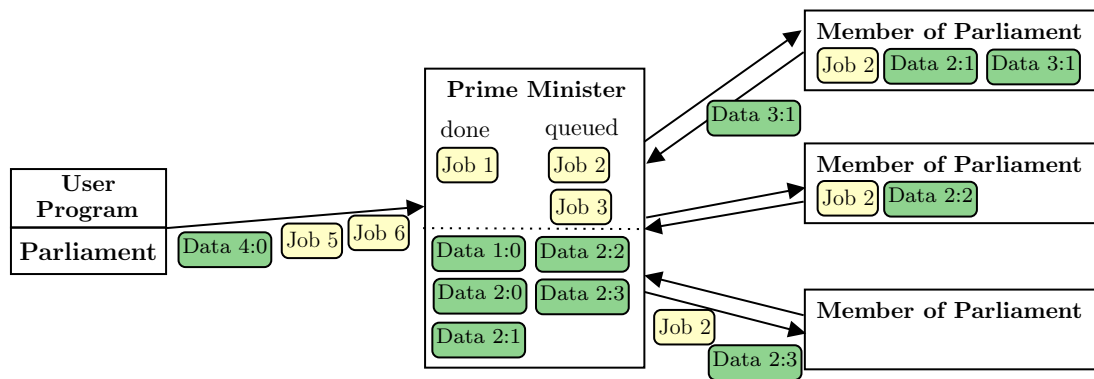 User
Program
Parliament
Data 4:0
Job 5
Job 6
Prime Minister
done
queued
Job 1
Job 2
Job 3
Data 1:0
Data 2:2
Data 2:0
Data 2:3
Data 2:1
Data 3:1
Job 2
Data 2:3
Member of Parliament
Job 2
Data 2:1
Data 3:1
Member of Parliament
Job 2
Data 2:2
Member of Parliament